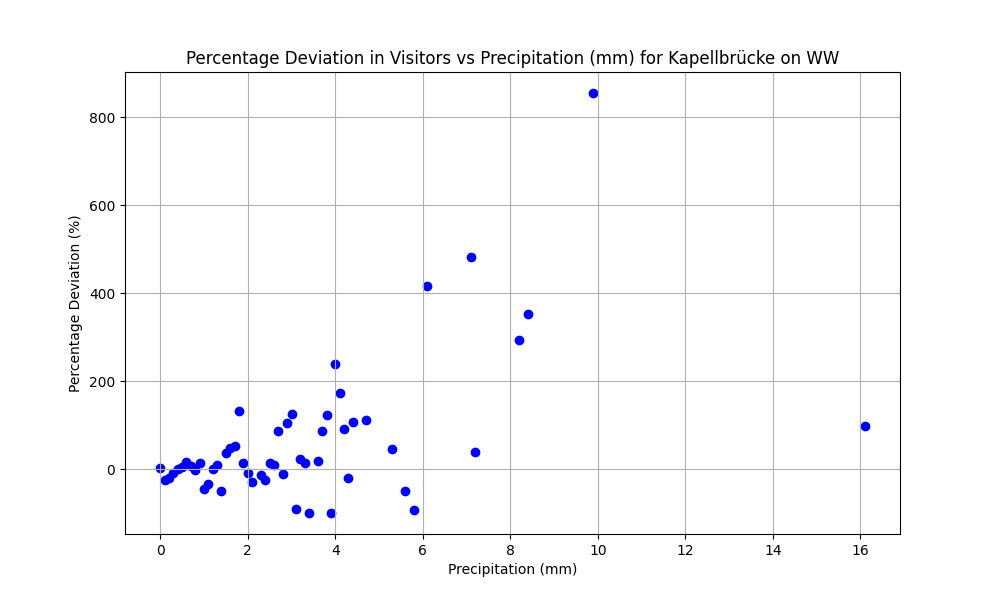 Percentage Deviation in Visitors vs Precipitation (mm) for Kapellbrücke on WW
Percentage Deviation (%)
800
600
400
200
0
0 2 4 6 8 10 12 14 16
Precipitation (mm)